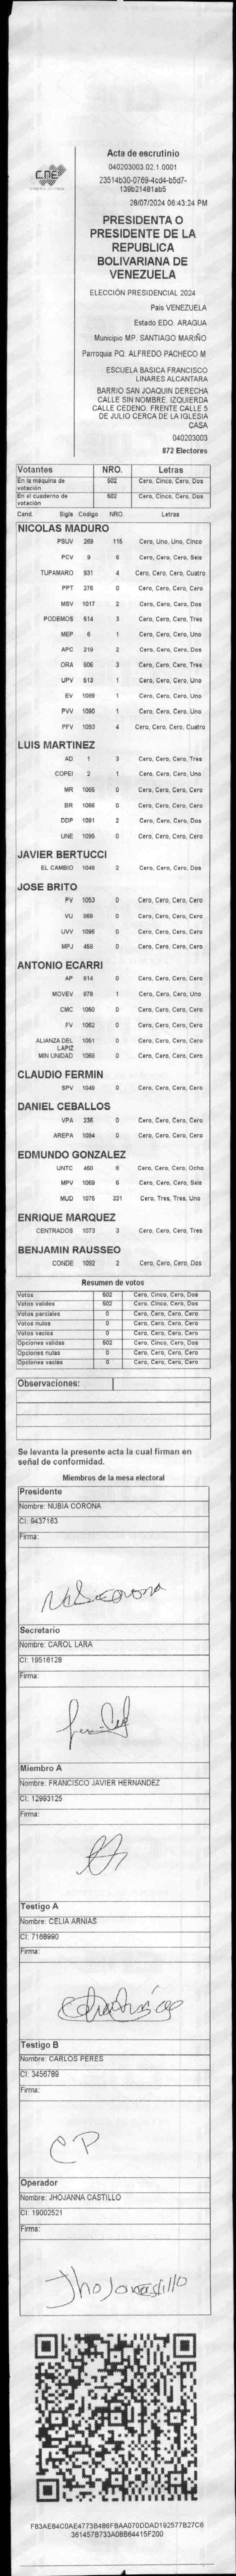 CNE
Acta de escrutinio
040203003.02.1.0001
23514b30-0769-4cd4-b5d7-
139b21481ab5
28/07/2024 06:43:24 PM
PRESIDENTA O
PRESIDENTE DE LA
REPUBLICA
BOLIVARIANA DE
VENEZUELA
ELECCIÓN PRESIDENCIAL 2024
Pais VENEZUELA
Estado EDO. ARAGUA
Municipio MP. SANTIAGO MARIÑO
Parroquia PQ. ALFREDO PACHECO M
ESCUELA BASICA FRANCISCO
LINARES ALCANTARA
BARRIO SAN JOAQUIN DERECHA
CALLE SIN NOMBRE. IZQUIERDA
CALLE CEDENO. FRENTE CALLE 5
DE JULIO CERCA DE LA IGLESIA
CASA
040203003
872 Electores
Votantes NRO. Letras
En la máquina de votación 502 Cero, Cinco, Cero, Dos
En el cuaderno de votación 502 Cero, Cinco, Cero, Dos
Cand. Sigla Codigo NRO. Letras
NICOLAS MADURO
PSUV 269 115 Cero, Uno, Uno, Cinco
PCV 9 6 Cero, Cero, Cero, Seis
TUPAMARO 931 4 Cero, Cero, Cero, Cuatro
PPT 276 0 Cero, Cero, Cero, Cero
MSV 1017 2 Cero, Cero, Cero, Dos
PODEMOS 514 3 Cero, Cero, Cero, Tres
MEP 6 1 Cero, Cero, Cero, Uno
APC 219 2 Cero, Cero, Cero, Dos
ORA 906 3 Cero, Cero, Cero, Tres
UPV 513 1 Cero, Cero, Cero, Uno
EV 1089 1 Cero, Cero, Cero, Uno
PVV 1090 1 Cero, Cero, Cero, Uno
PFV 1093 4 Cero, Cero, Cero, Cuatro
LUIS MARTINEZ
AD 1 3 Cero, Cero, Cero, Tres
COPEI 2 1 Cero, Cero, Cero, Uno
MR 1055 0 Cero, Cero, Cero, Cero
BR 1066 0 Cero, Cero, Cero, Cero
DDP 1091 2 Cero, Cero, Cero, Dos
UNE 1095 0 Cero, Cero, Cero, Cero
JAVIER BERTUCCI
EL CAMBIO 1048 2 Cero, Cero, Cero, Dos
JOSE BRITO
PV 1053 0 Cero, Cero, Cero, Cero
VU 968 0 Cero, Cero, Cero, Cero
UVV 1096 0 Cero, Cero, Cero, Cero
MPJ 458 0 Cero, Cero, Cero, Cero
ANTONIO ECARRI
AP 814 0 Cero, Cero, Cero, Cero
MOVEV 878 1 Cero, Cero, Cero, Uno
CMC 1050 0 Cero, Cero, Cero, Cero
FV 1082 0 Cero, Cero, Cero, Cero
ALIANZA DEL LAPIZ 1051 0 Cero, Cero, Cero, Cero
MIN UNIDAD 1068 0 Cero, Cero, Cero, Cero
CLAUDIO FERMIN
SPV 1049 0 Cero, Cero, Cero, Cero
DANIEL CEBALLOS
VPA 236 0 Cero, Cero, Cero, Cero
AREPA 1094 0 Cero, Cero, Cero, Cero
EDMUNDO GONZALEZ
UNTC 460 8 Cero, Cero, Cero, Ocho
MPV 1069 6 Cero, Cero, Cero, Seis
MUD 1076 331 Cero, Tres, Tres, Uno
ENRIQUE MARQUEZ
CENTRADOS 1073 3 Cero, Cero, Cero, Tres
BENJAMIN RAUSSEO
CONDE 1092 2 Cero, Cero, Cero, Dos
Resumen de votos
Votos 502 Cero, Cinco, Cero, Dos
Votos validos 502 Cero, Cinco, Cero, Dos
Votos parciales 0 Cero, Cero, Cero, Cero
Votos nulos 0 Cero, Cero, Cero, Cero
Votos vacios 0 Cero, Cero, Cero, Cero
Opciones validas 502 Cero, Cinco, Cero, Dos
Opciones nulas 0 Cero, Cero, Cero, Cero
Opciones vacias 0 Cero, Cero, Cero, Cero
Observaciones:
Se levanta la presente acta la cual firman en
señal de conformidad.
Miembros de la mesa electoral
Presidente
Nombre: NUBIA CORONA
CI: 9437163
Firma:
Secretario
Nombre: CAROL LARA
CI: 19516128
Firma:
Miembro A
Nombre: FRANCISCO JAVIER HERNANDEZ
CI: 12993125
Firma:
Testigo A
Nombre: CELIA ARNIAS
CI: 7168990
Firma:
Testigo B
Nombre: CARLOS PERES
CI: 3456789
Firma:
CP
Operador
Nombre: JHOJANNA CASTILLO
CI: 19002521
Firma:
F83AE84C0AE4773B486FBAA070DDAD192577B27C6
361457B733A08B64415F200